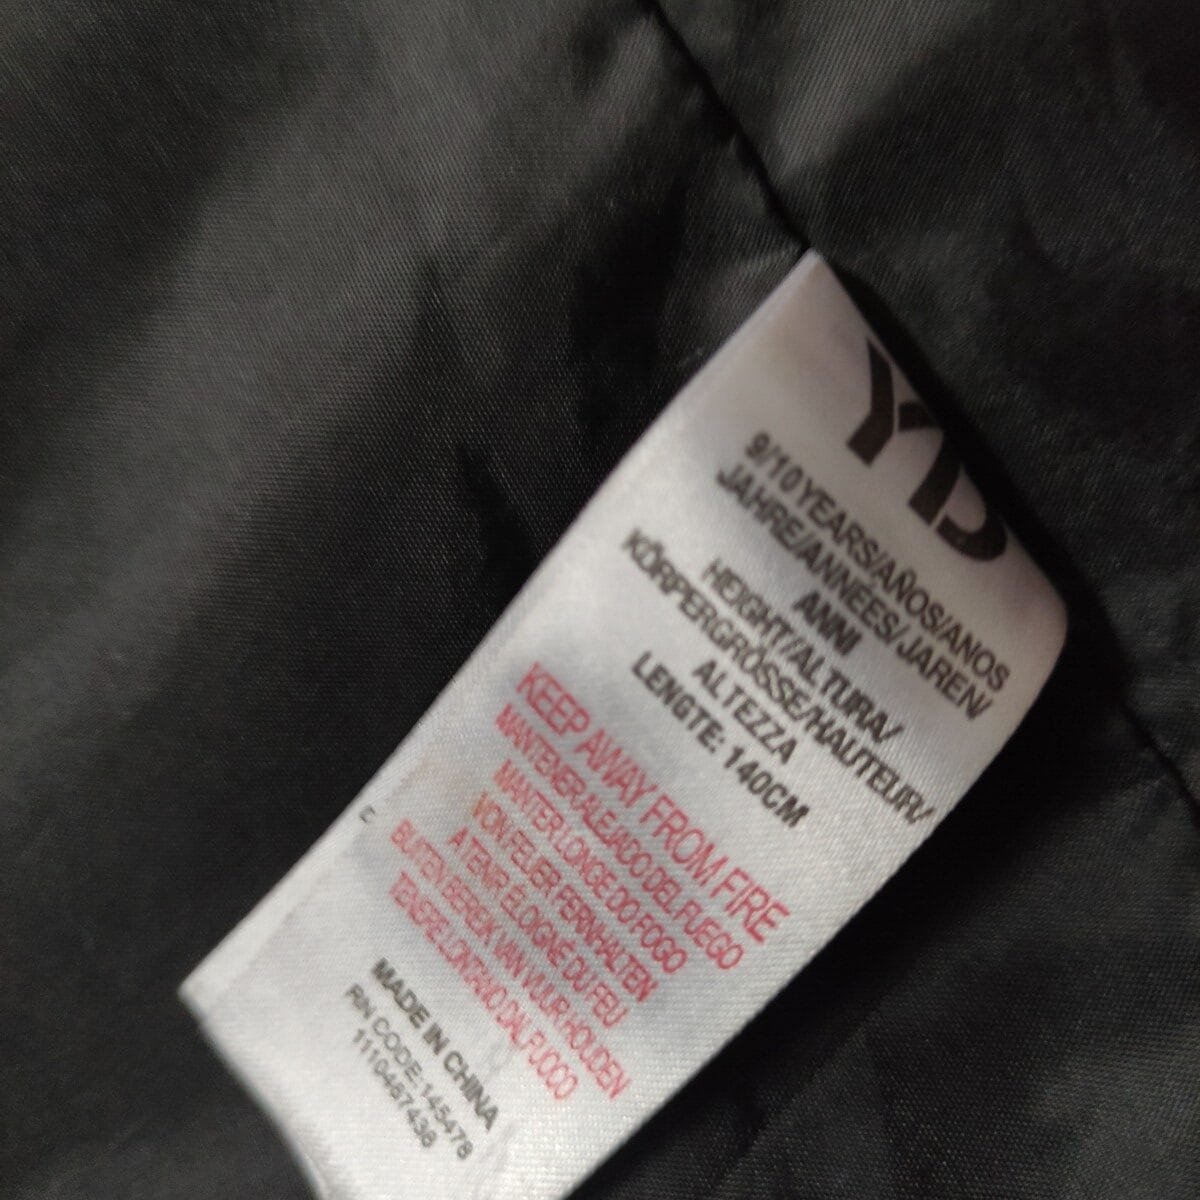 YD
9/10 YEARS/AÑOS/ANOS
JAHRE/ANNÉES/JAREN/
ANNI
HEIGHT/ALTURA/
KÖRPERGRÖSSE/HAUTEUR/
ALTEZZA
LENGTE: 140CM
KEEP AWAY FROM FIRE
MANTENER ALEJADO DEL FUEGO
MANTER LONGE DO FOGO
VON FEUER FERNHALTEN
À TENIR ÉLOIGNÉ DU FEU
BUITEN BEREIK VAN VUUR HOUDEN
TENERE LONTANO DAL FUOCO
MADE IN CHINA
RN CODE:145478
1110467436